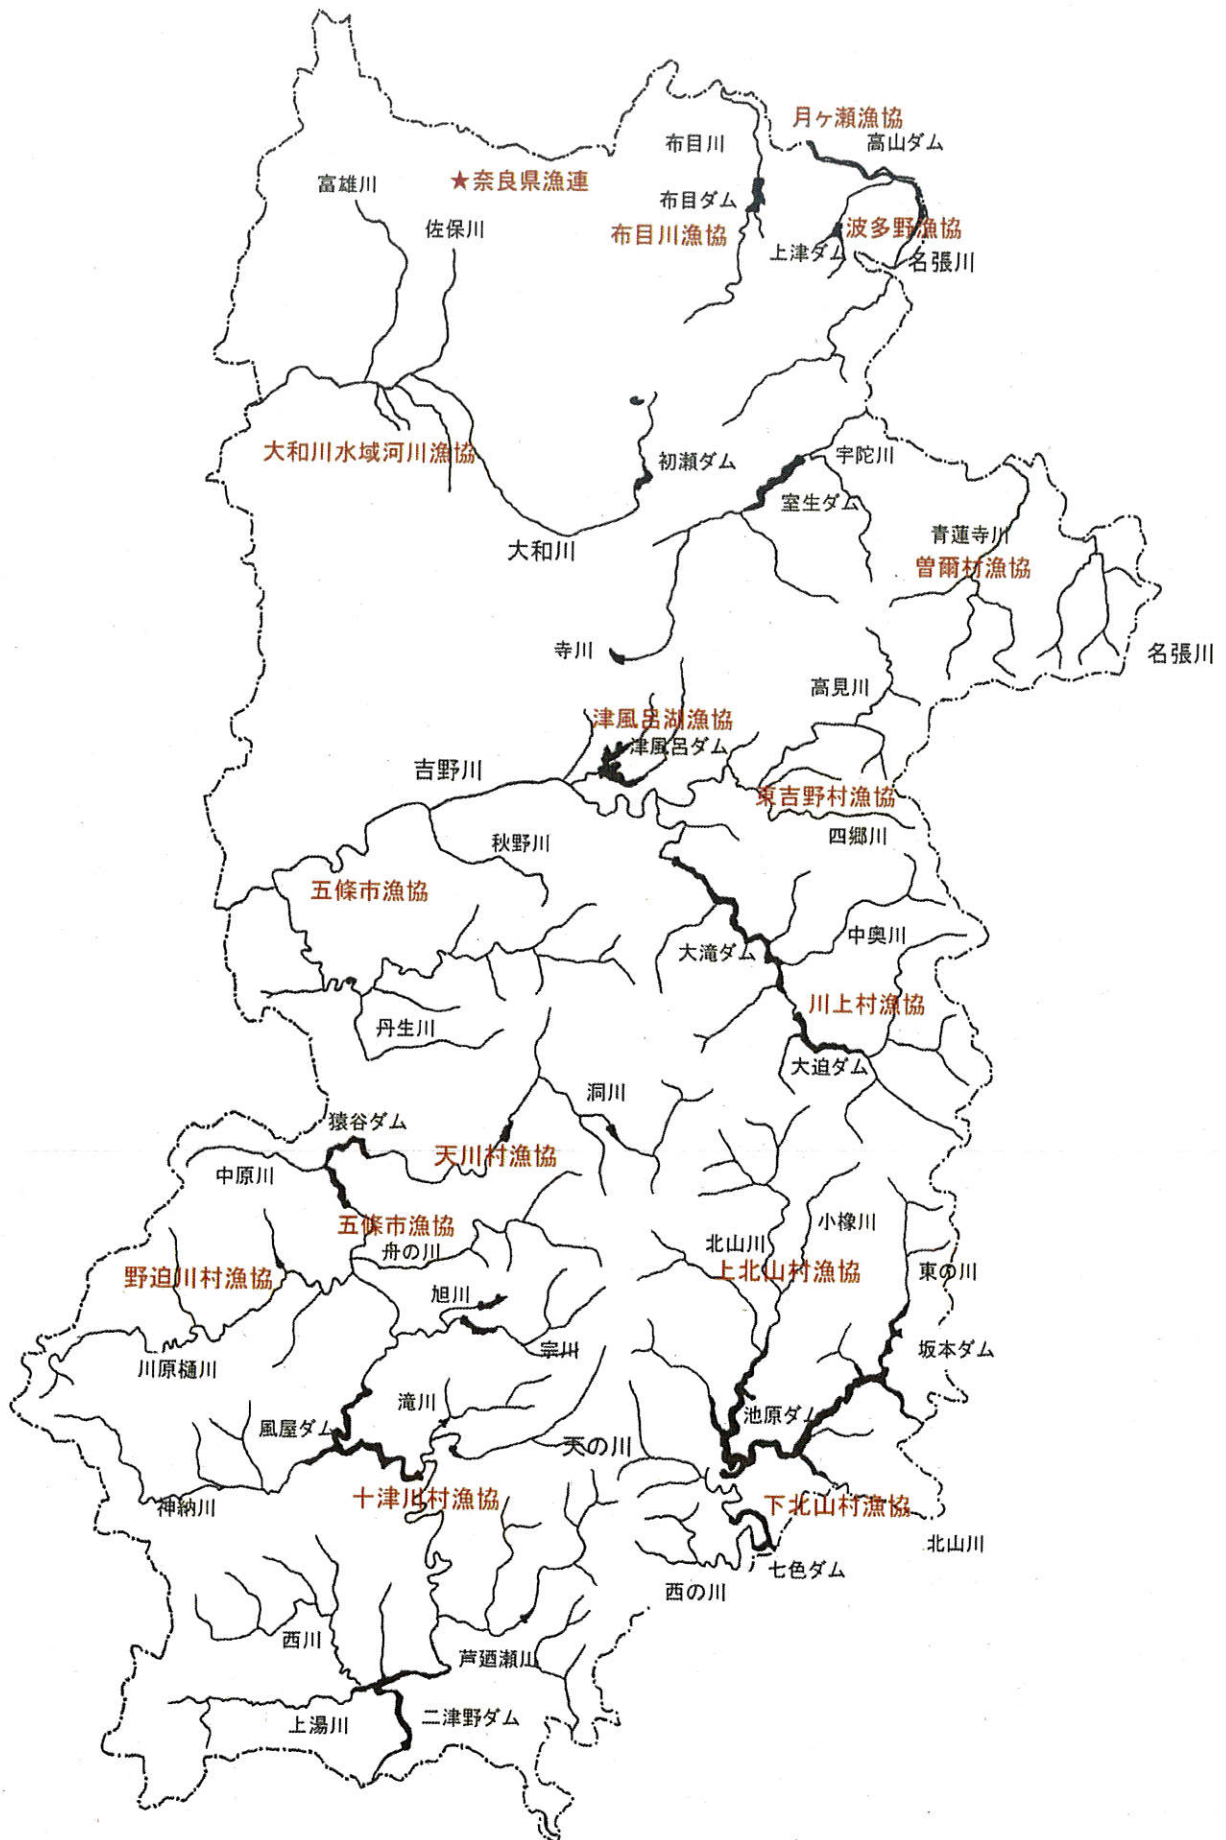 月ヶ瀬漁協
布目川
高山ダム
富雄川
★奈良県漁連
布目ダム
佐保川
布目川漁協
波多野漁協
上津ダム
名張川
大和川水域河川漁協
初瀬ダム
宇陀川
室生ダム
大和川
青蓮寺川
曽爾村漁協
寺川
名張川
高見川
津風呂湖漁協
津風呂ダム
吉野川
東吉野村漁協
秋野川
四郷川
五條市漁協
大滝ダム
中奥川
川上村漁協
丹生川
大迫ダム
洞川
猿谷ダム
天川村漁協
中原川
五條市漁協
小橡川
舟の川
北山川
野迫川村漁協
上北山村漁協
東の川
旭川
宗川
坂本ダム
川原樋川
滝川
池原ダム
風屋ダム
天の川
十津川村漁協
下北山村漁協
神納川
北山川
七色ダム
西の川
西川
芦廼瀬川
上湯川
二津野ダム